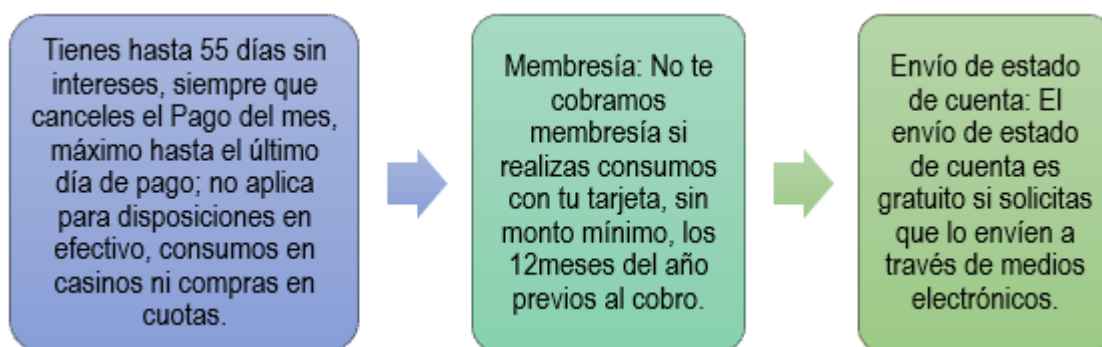 Tienes hasta 55 días sin
intereses, siempre que
canceles el Pago del mes,
máximo hasta el último
día de pago; no aplica
para disposiciones en
efectivo, consumos en
casinos ni compras en
cuotas.
Membresía: No te
cobramos
membresía si
realizas consumos
con tu tarjeta, sin
monto mínimo, los
12meses del año
previos al cobro.
Envío de estado
de cuenta: El
envío de estado
de cuenta es
gratuito si solicitas
que lo envíen a
través de medios
electrónicos.